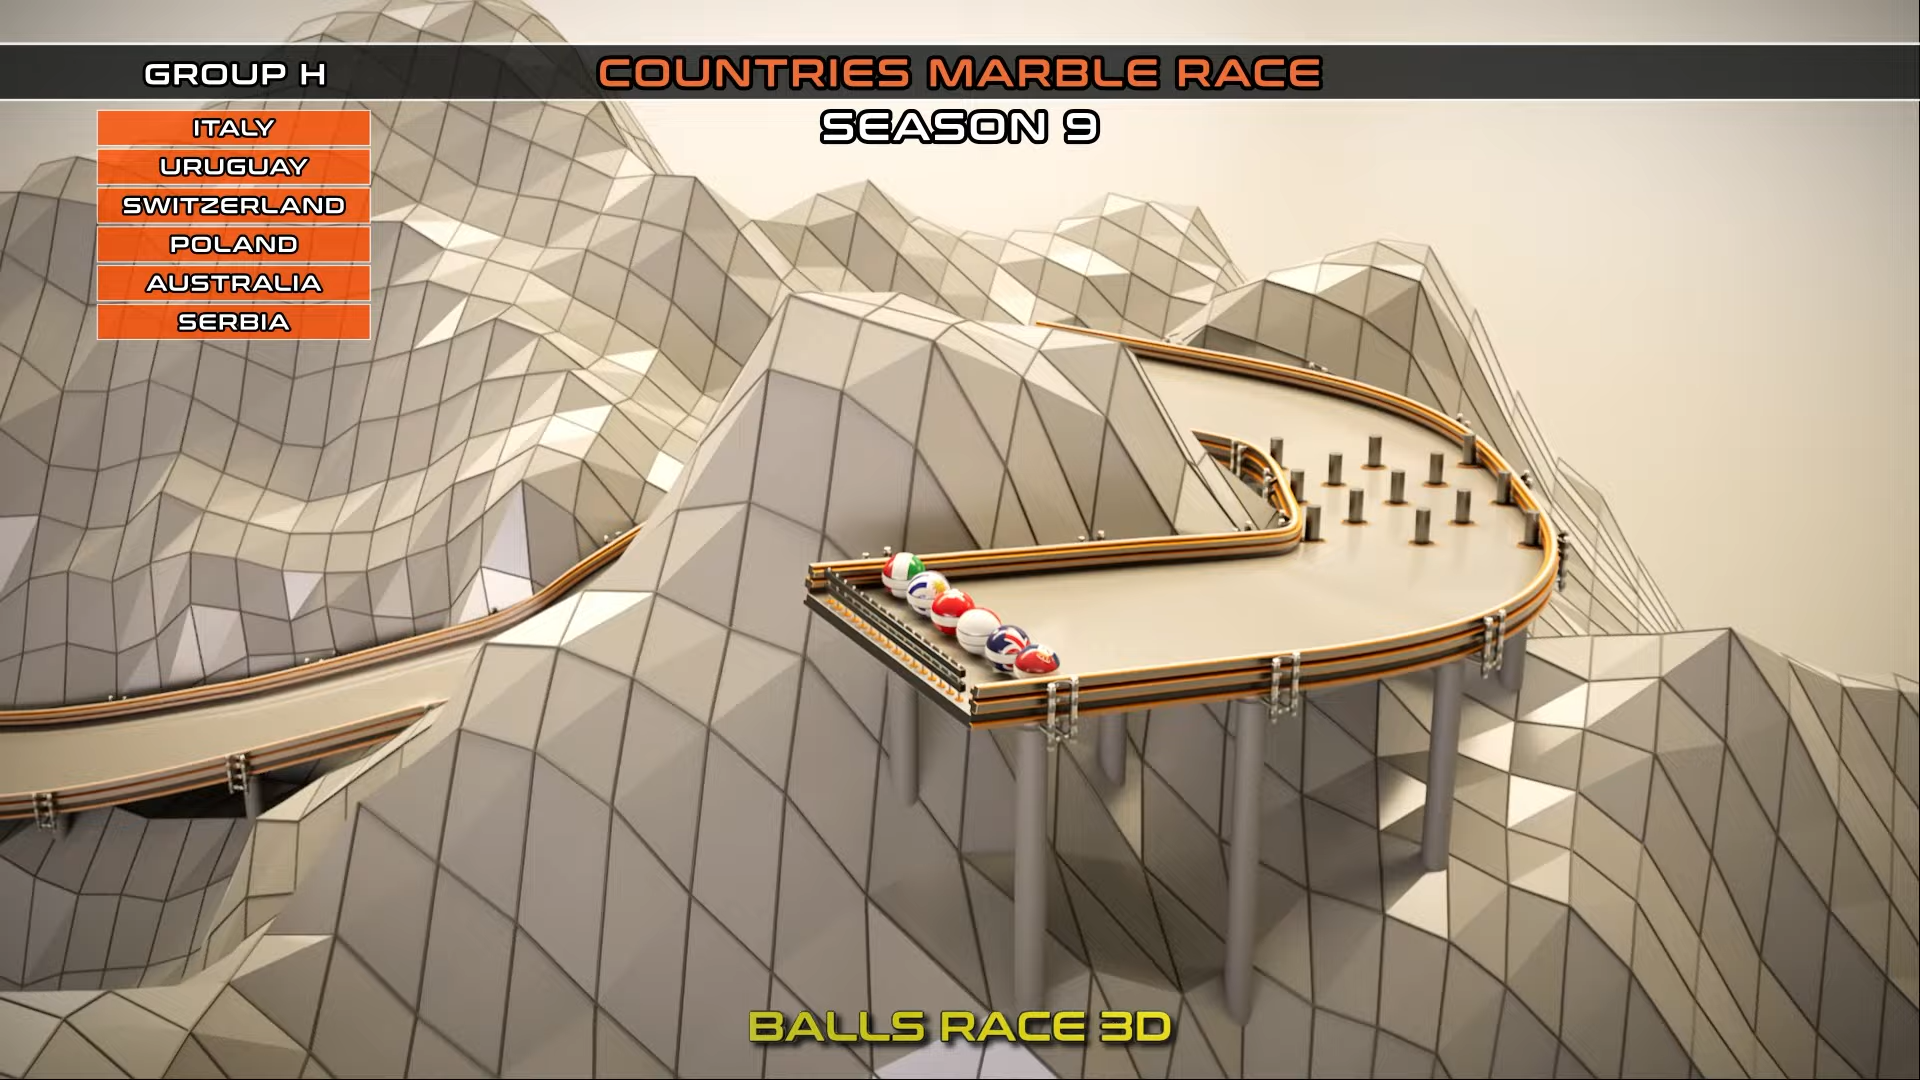 GROUP H
COUNTRIES MARBLE RACE
SEASON 9
ITALY
URUGUAY
SWITZERLAND
POLAND
AUSTRALIA
SERBIA
BALLS RACE 3D